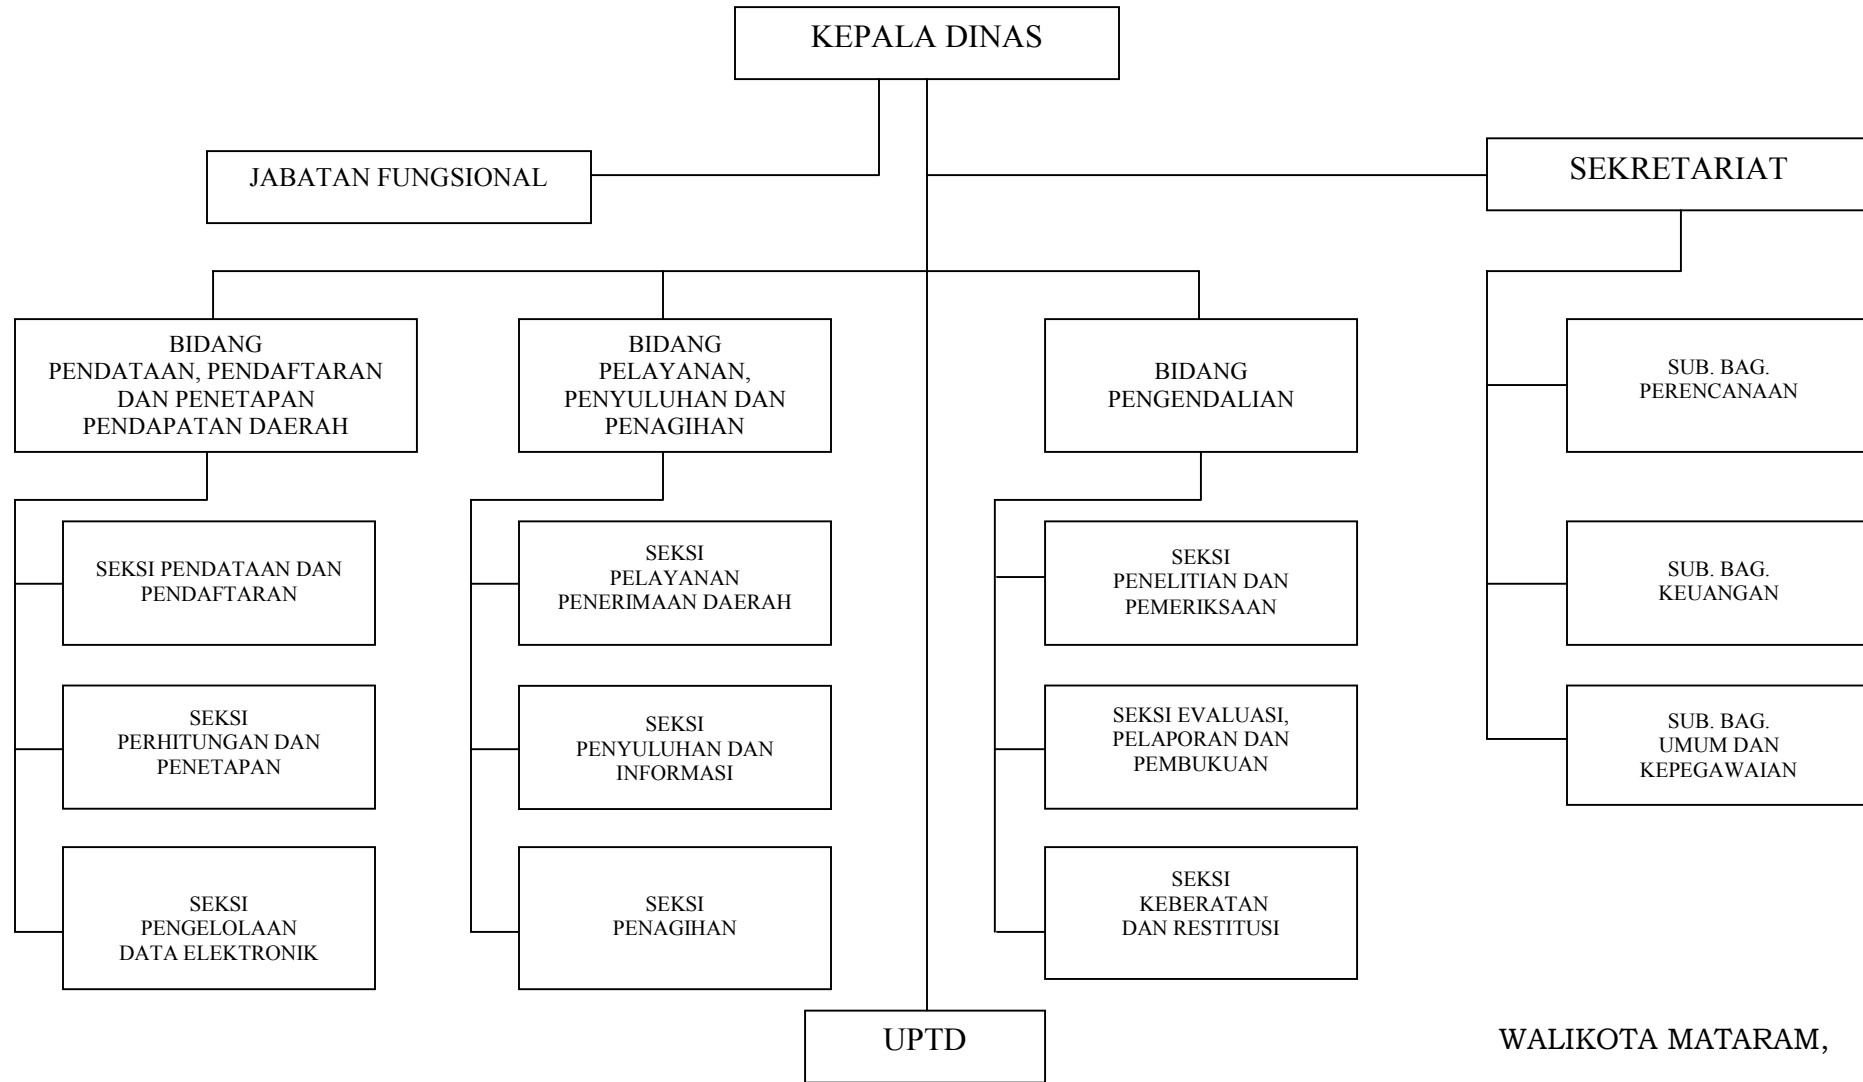 KEPALA DINAS
JABATAN FUNGSIONAL
SEKRETARIAT
BIDANG
PENDATAAN, PENDAFTARAN
DAN PENETAPAN
PENDAPATAN DAERAH
BIDANG
PELAYANAN,
PENYULUHAN DAN
PENAGIHAN
BIDANG
PENGENDALIAN
SUB. BAG.
PERENCANAAN
SEKSI PENDATAAN DAN
PENDAFTARAN
SEKSI
PELAYANAN
PENERIMAAN DAERAH
SEKSI
PENELITIAN DAN
PEMERIKSAAN
SUB. BAG.
KEUANGAN
SEKSI
PERHITUNGAN DAN
PENETAPAN
SEKSI
PENYULUHAN DAN
INFORMASI
SEKSI EVALUASI,
PELAPORAN DAN
PEMBUKUAN
SUB. BAG.
UMUM DAN
KEPEGAWAIAN
SEKSI
PENGELOLAAN
DATA ELEKTRONIK
SEKSI
PENAGIHAN
SEKSI
KEBERATAN
DAN RESTITUSI
UPTD
WALIKOTA MATARAM,